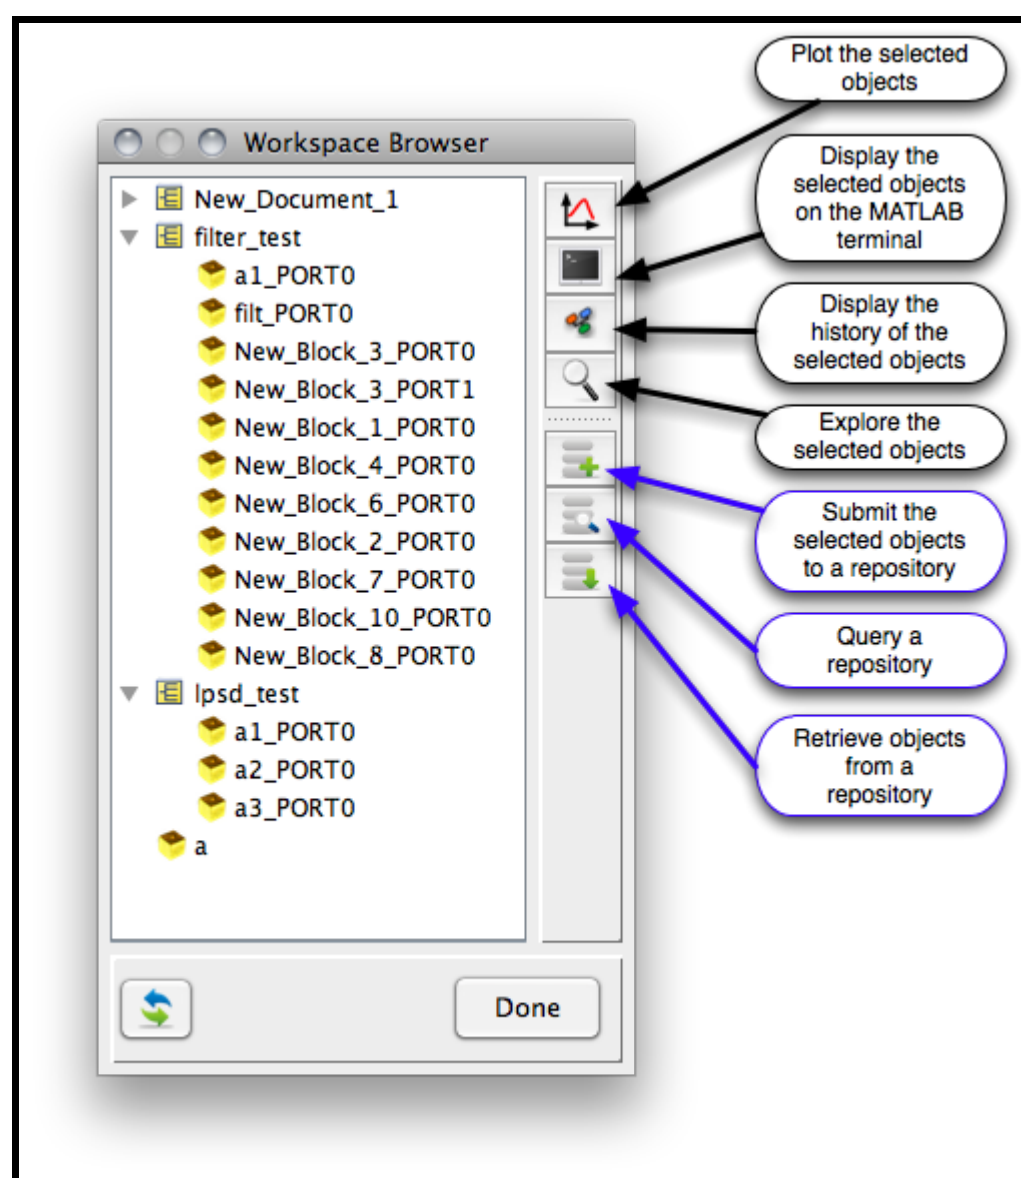 Workspace Browser
New_Document_1
filter_test
a1_PORT0
filt_PORT0
New_Block_3_PORT0
New_Block_3_PORT1
New_Block_1_PORT0
New_Block_4_PORT0
New_Block_6_PORT0
New_Block_2_PORT0
New_Block_7_PORT0
New_Block_10_PORT0
New_Block_8_PORT0
lpsd_test
a1_PORT0
a2_PORT0
a3_PORT0
a
Done
Plot the selected
objects
Display the
selected objects
on the MATLAB
terminal
Display the
history of the
selected objects
Explore the
selected objects
Submit the
selected objects
to a repository
Query a
repository
Retrieve objects
from a
repository